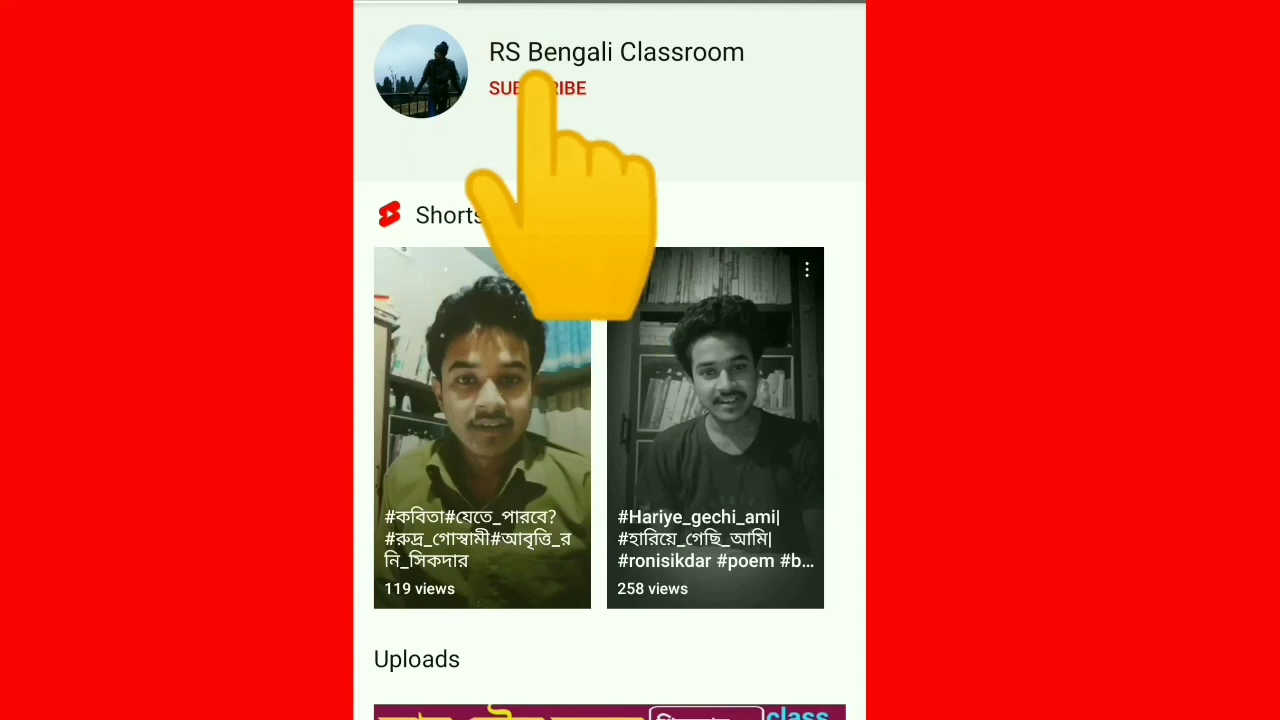 RS Bengali Classroom
SUBSCRIBE
Shorts
#কবিতা#যেতে_পারবে?
#রুদ্র_গোস্বামী#আবৃত্তি_র
নি_সিকদার
119 views
#Hariye_gechi_ami|
#হারিয়ে_গেছি_আমি|
#ronisikdar #poem #b...
258 views
Uploads
class